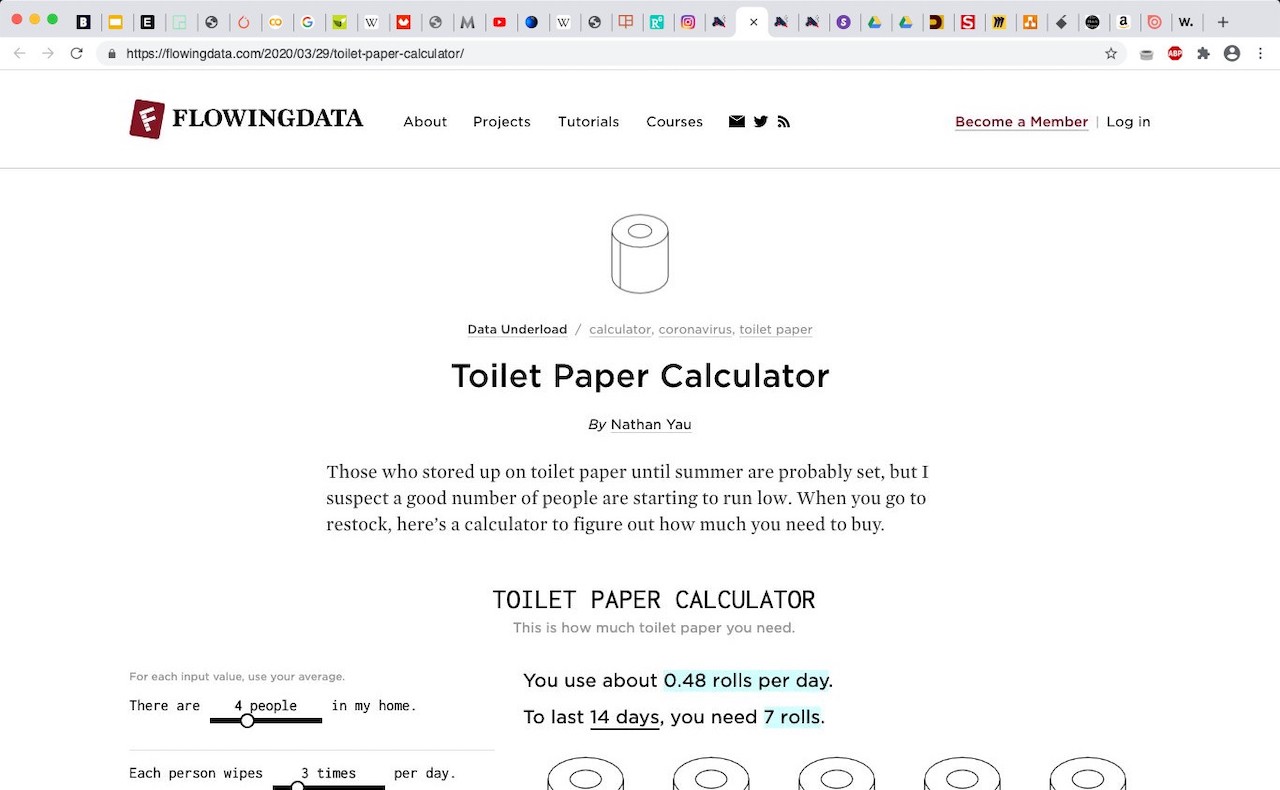 https://flowingdata.com/2020/03/29/toilet-paper-calculator/
ABP
FLOWINGDATA
About Projects Tutorials Courses
Become a Member | Log in
Data Underload / calculator, coronavirus, toilet paper
Toilet Paper Calculator
By Nathan Yau
Those who stored up on toilet paper until summer are probably set, but I
suspect a good number of people are starting to run low. When you go to
restock, here’s a calculator to figure out how much you need to buy.
TOILET PAPER CALCULATOR
This is how much toilet paper you need.
For each input value, use your average.
There are 4 people in my home.
Each person wipes 3 times per day.
You use about 0.48 rolls per day.
To last 14 days, you need 7 rolls.